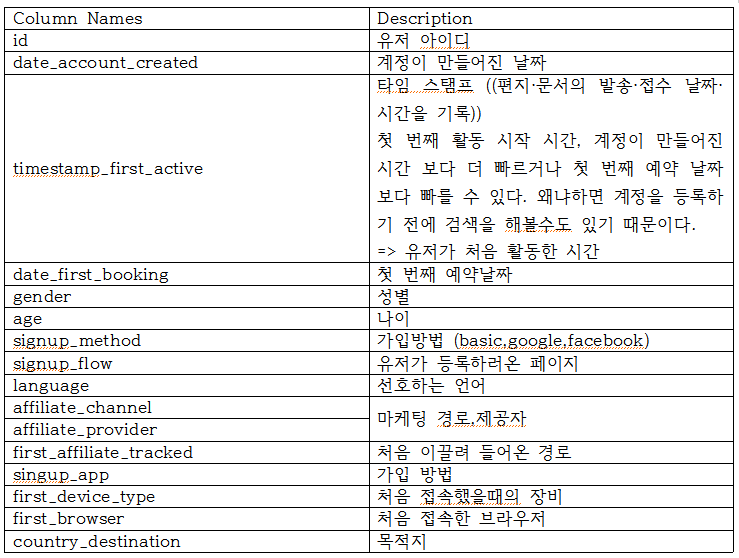 Column Names Description
id 유저 아이디
date_account_created 계정이 만들어진 날짜
타임 스탬프 ((편지·문서의 발송·접수 날짜·
시간을 기록))
첫 번째 활동 시작 시간, 계정이 만들어진
timestamp_first_active 시간 보다 더 빠르거나 첫 번째 예약 날짜
보다 빠를 수 있다. 왜냐하면 계정을 등록하
기 전에 검색을 해볼수도 있기 때문이다.
=> 유저가 처음 활동한 시간
date_first_booking 첫 번째 예약날짜
gender 성별
age 나이
signup_method 가입방법 (basic,google,facebook)
signup_flow 유저가 등록하러온 페이지
language 선호하는 언어
affiliate_channel 마케팅 경로,제공자
affiliate_provider
first_affiliate_tracked 처음 이끌려 들어온 경로
singup_app 가입 방법
first_device_type 처음 접속했을때의 장비
first_browser 처음 접속한 브라우저
country_destination 목적지